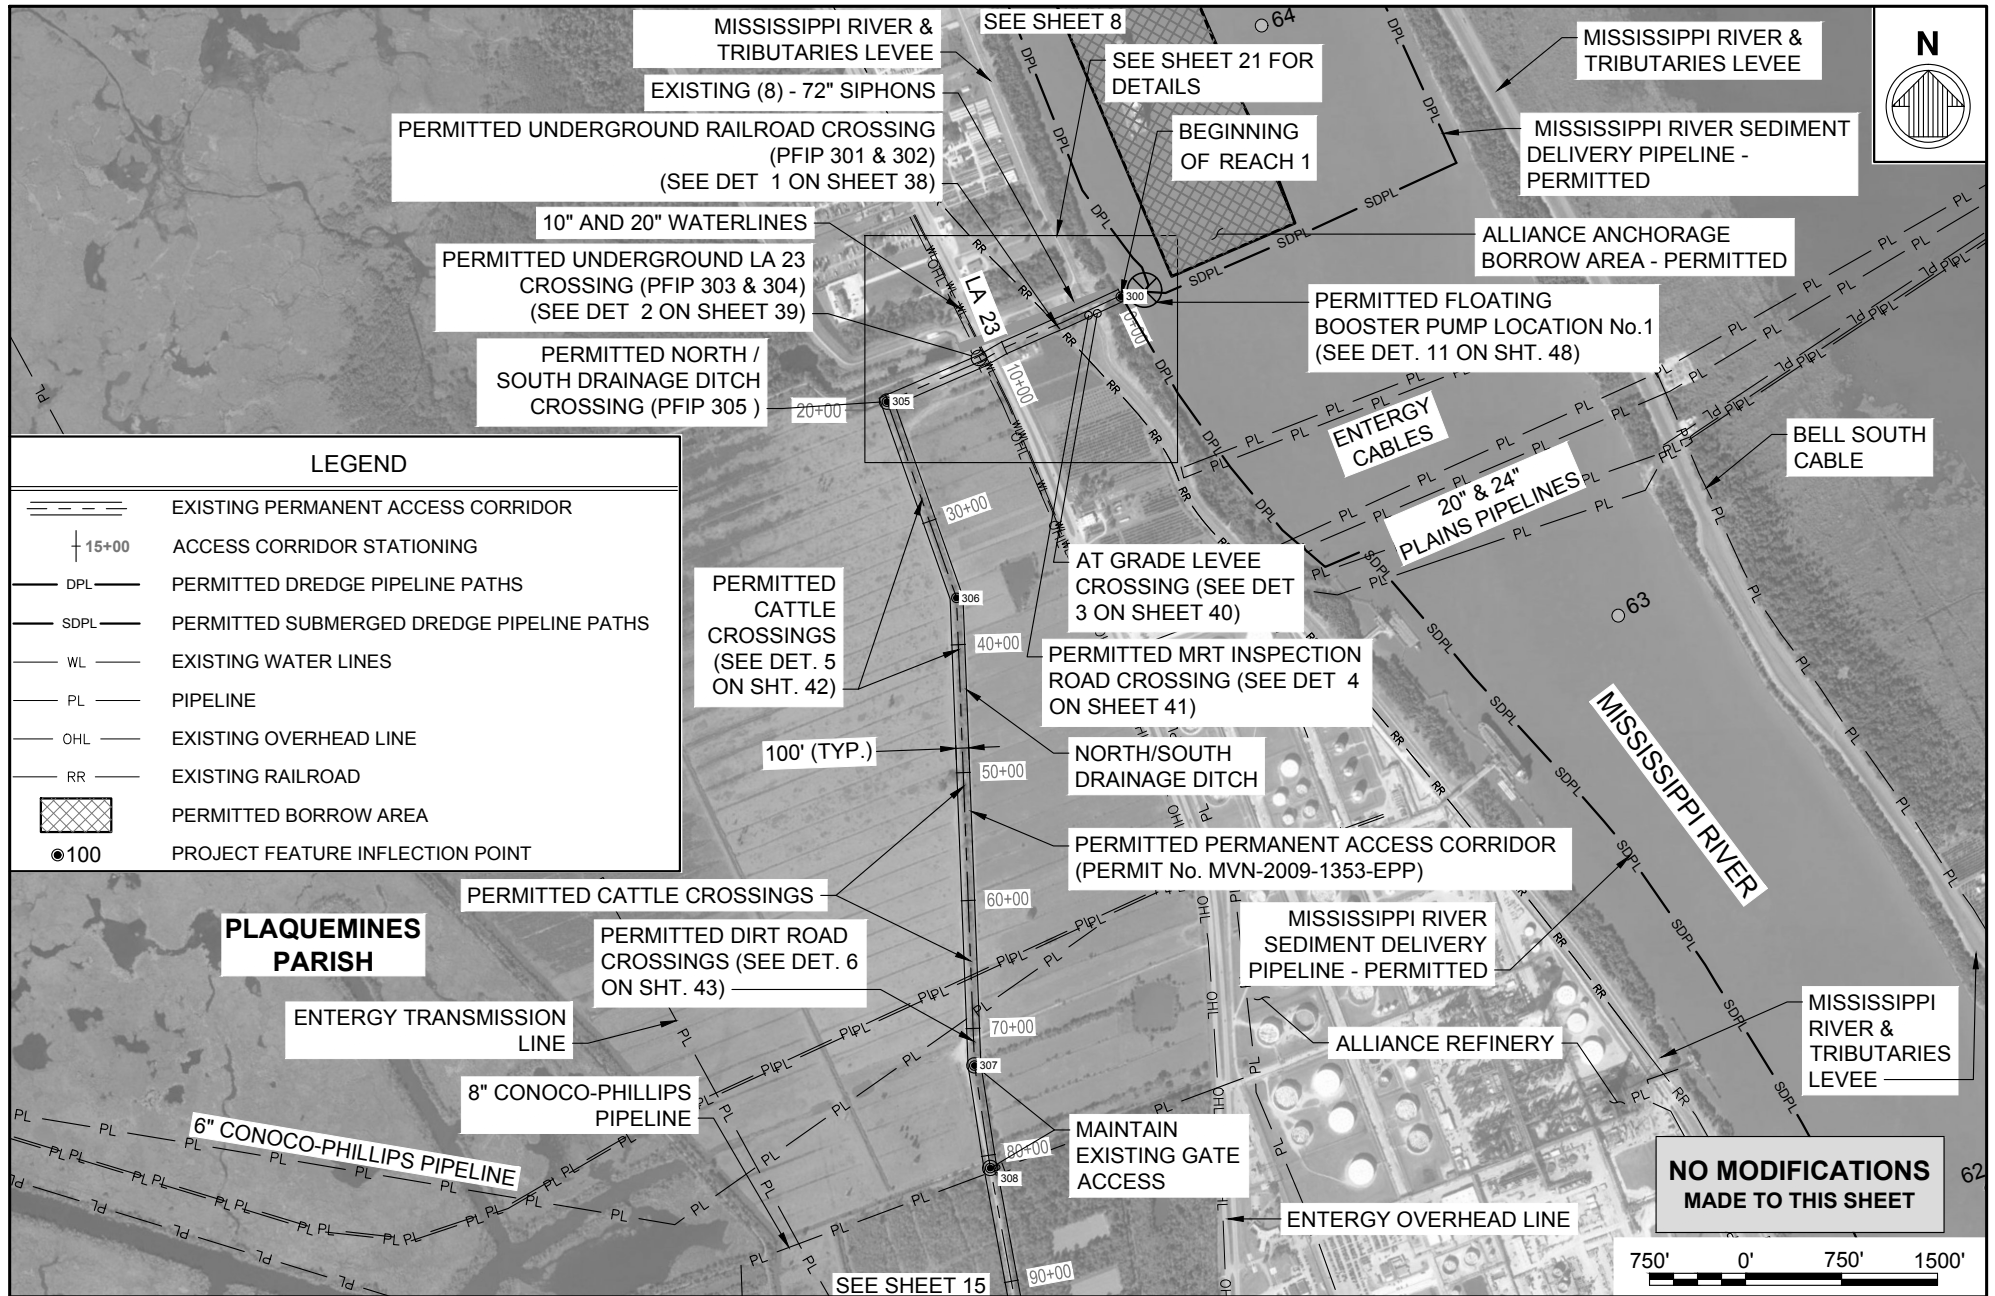 MISSISSIPPI RIVER &
TRIBUTARIES LEVEE
SEE SHEET 8
64
MISSISSIPPI RIVER &
TRIBUTARIES LEVEE
N
EXISTING (8) - 72" SIPHONS
SEE SHEET 21 FOR
DETAILS
PERMITTED UNDERGROUND RAILROAD CROSSING
(PFIP 301 & 302)
(SEE DET 1 ON SHEET 38)
BEGINNING
OF REACH 1
MISSISSIPPI RIVER SEDIMENT
DELIVERY PIPELINE -
PERMITTED
10" AND 20" WATERLINES
ALLIANCE ANCHORAGE
BORROW AREA - PERMITTED
PERMITTED UNDERGROUND LA 23
CROSSING (PFIP 303 & 304)
(SEE DET 2 ON SHEET 39)
LA 23
300
0+00
PERMITTED FLOATING
BOOSTER PUMP LOCATION No.1
(SEE DET. 11 ON SHT. 48)
PERMITTED NORTH /
SOUTH DRAINAGE DITCH
CROSSING (PFIP 305 )
20+00
305
10+00
ENTERGY
CABLES
BELL SOUTH
CABLE
20" & 24"
PLAINS PIPELINES
LEGEND
EXISTING PERMANENT ACCESS CORRIDOR
15+00 ACCESS CORRIDOR STATIONING
DPL PERMITTED DREDGE PIPELINE PATHS
SDPL PERMITTED SUBMERGED DREDGE PIPELINE PATHS
WL EXISTING WATER LINES
PL PIPELINE
OHL EXISTING OVERHEAD LINE
RR EXISTING RAILROAD
PERMITTED BORROW AREA
100 PROJECT FEATURE INFLECTION POINT
30+00
PERMITTED
CATTLE
CROSSINGS
(SEE DET. 5
ON SHT. 42)
306
AT GRADE LEVEE
CROSSING (SEE DET
3 ON SHEET 40)
63
40+00
PERMITTED MRT INSPECTION
ROAD CROSSING (SEE DET 4
ON SHEET 41)
MISSISSIPPI RIVER
100' (TYP.)
NORTH/SOUTH
DRAINAGE DITCH
50+00
PERMITTED PERMANENT ACCESS CORRIDOR
(PERMIT No. MVN-2009-1353-EPP)
PERMITTED CATTLE CROSSINGS
60+00
PLAQUEMINES
PARISH
PERMITTED DIRT ROAD
CROSSINGS (SEE DET. 6
ON SHT. 43)
MISSISSIPPI RIVER
SEDIMENT DELIVERY
PIPELINE - PERMITTED
ENTERGY TRANSMISSION
LINE
70+00
307
ALLIANCE REFINERY
MISSISSIPPI
RIVER &
TRIBUTARIES
LEVEE
8" CONOCO-PHILLIPS
PIPELINE
6" CONOCO-PHILLIPS PIPELINE
MAINTAIN
EXISTING GATE
ACCESS
80+00
308
NO MODIFICATIONS
MADE TO THIS SHEET
62
ENTERGY OVERHEAD LINE
SEE SHEET 15
90+00
750' 0' 750' 1500'